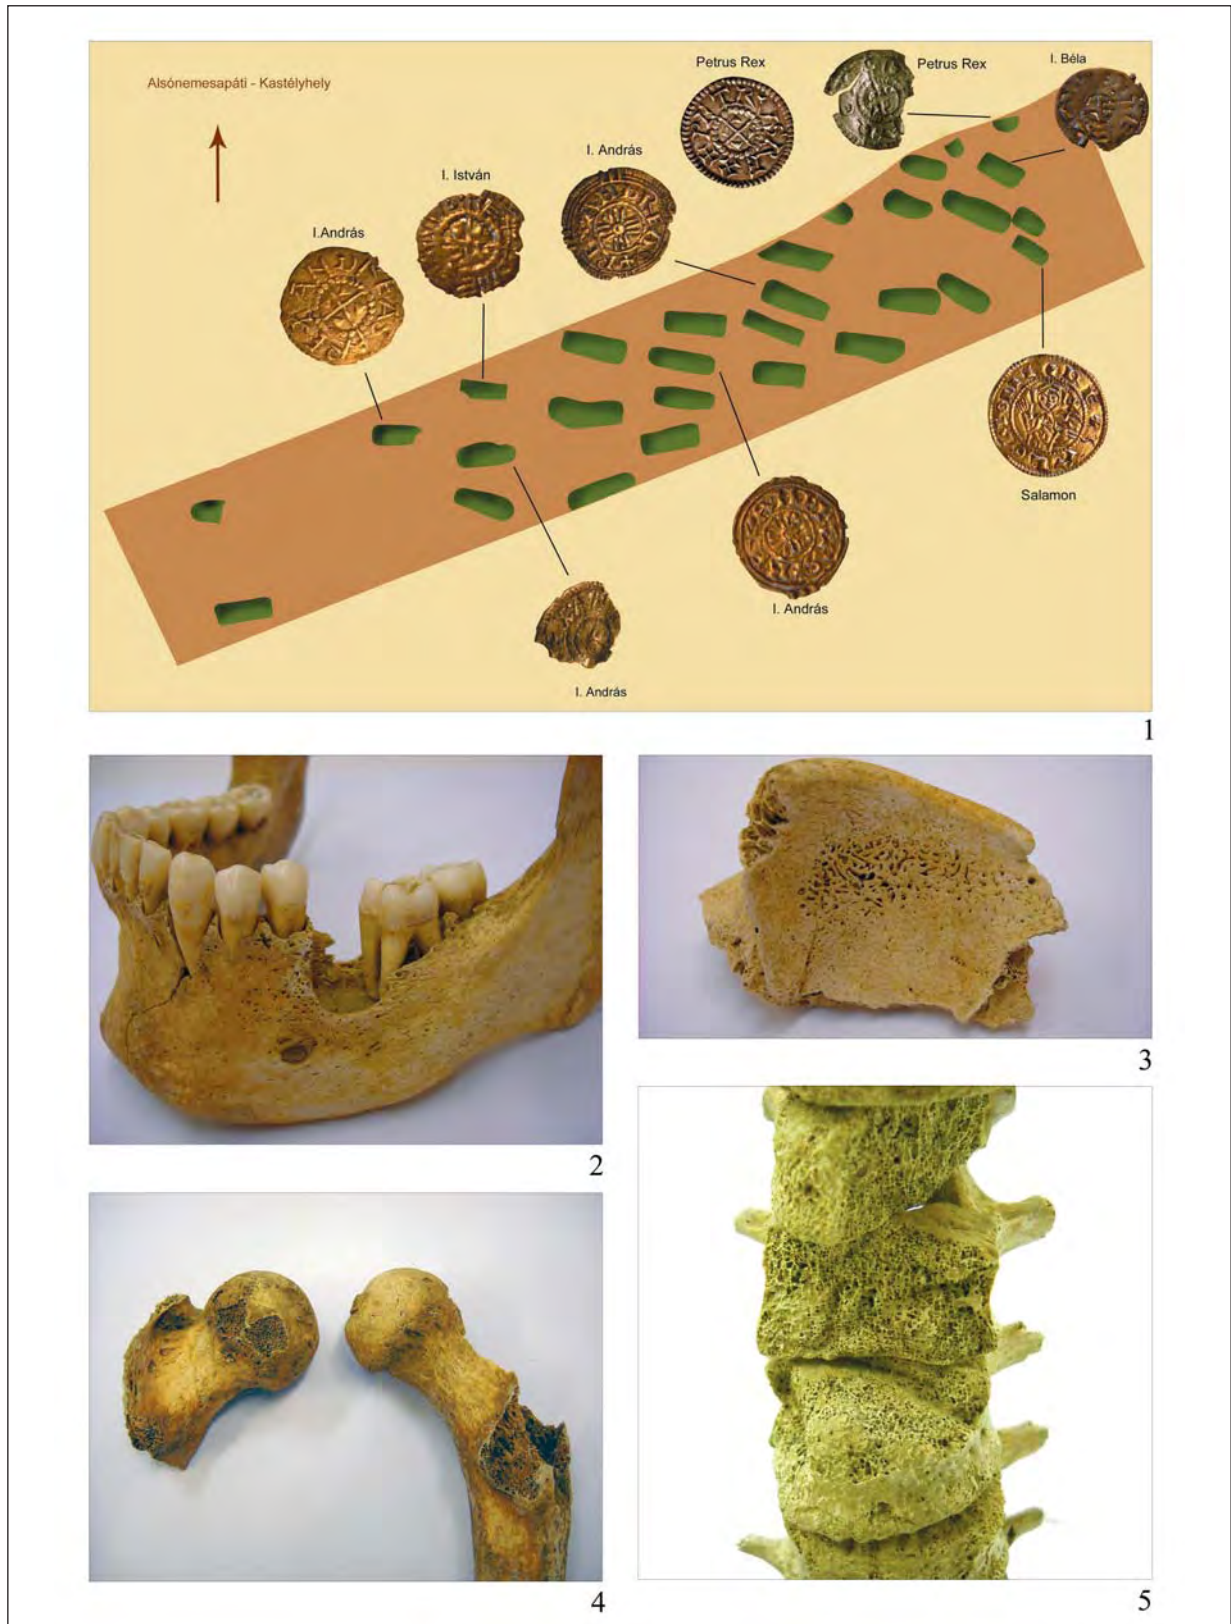 Alsónemesapáti - Kastélyhely
Petrus Rex
Petrus Rex
I. Béla
I. András
I. István
I.András
Salamon
I. András
I. András
1
2
3
4
5